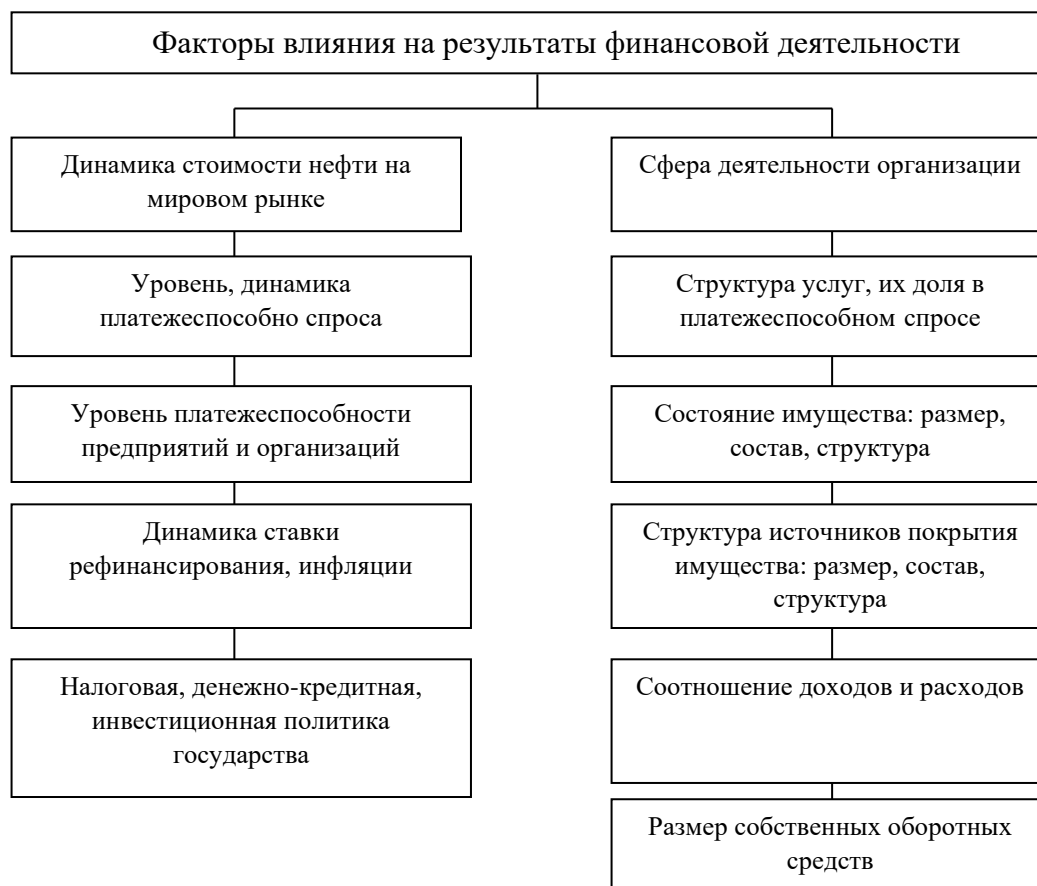 Факторы влияния на результаты финансовой деятельности
Динамика стоимости нефти на
мировом рынке
Уровень, динамика
платежеспособно спроса
Уровень платежеспособности
предприятий и организаций
Динамика ставки
рефинансирования, инфляции
Налоговая, денежно-кредитная,
инвестиционная политика
государства
Сфера деятельности организации
Структура услуг, их доля в
платежеспособном спросе
Состояние имущества: размер,
состав, структура
Структура источников покрытия
имущества: размер, состав,
структура
Соотношение доходов и расходов
Размер собственных оборотных
средств